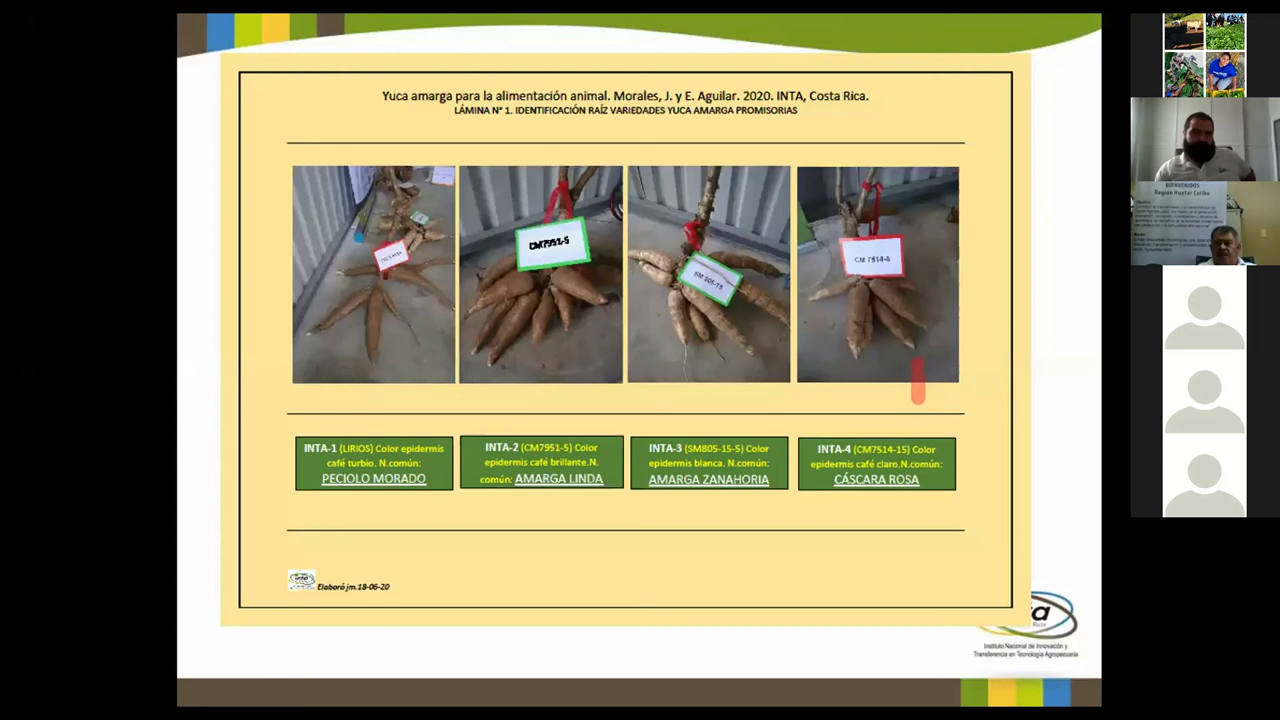 Yuca amarga para la alimentación animal. Morales, J. y E. Aguilar. 2020. INTA, Costa Rica.
LÁMINA N° 1. IDENTIFICACIÓN RAÍZ VARIEDADES YUCA AMARGA PROMISORIAS
CM7951-5
SM 805-15
CM 7514-8
INTA-1 (LIRIOS) Color epidermis
café turbio. N.común:
PECIOLO MORADO
INTA-2 (CM7951-5) Color
epidermis café brillante.N.
común: AMARGA LINDA
INTA-3 (SM805-15-5) Color
epidermis blanca. N.común:
AMARGA ZANAHORIA
INTA-4 (CM7514-15) Color
epidermis café claro.N.común:
CÁSCARA ROSA
Elaboró jm.18-06-20
Instituto Nacional de Innovación y
Transferencia en Tecnología Agropecuaria
BIENVENIDOS
Región Huetar Caribe